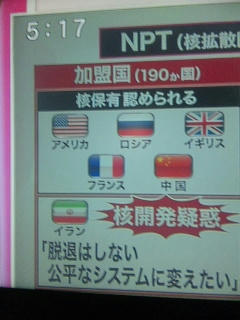 5:17
NPT(核拡散
加盟国(190か国)
核保有 認められる
アメリカ
ロシア
イギリス
フランス
中国
イラン
核開発疑惑
「脱退はしない
公平なシステムに変えたい」